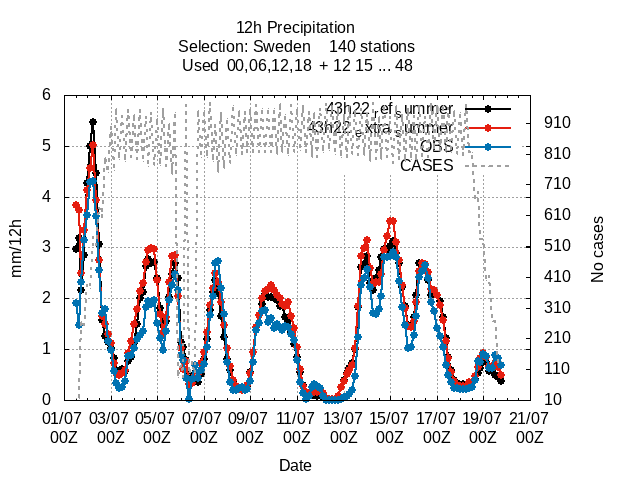 12h Precipitation
Selection: Sweden 140 stations
Used 00,06,12,18 + 12 15 ... 48
6
5
4
3
2
1
0
mm/12h
43h22_ref_summer
43h22_extra_summer
OBS
CASES
910
810
710
610
510
410
310
210
110
10
No cases
01/07 03/07 05/07 07/07 09/07 11/07 13/07 15/07 17/07 19/07 21/07
00Z 00Z 00Z 00Z 00Z 00Z 00Z 00Z 00Z 00Z 00Z
Date